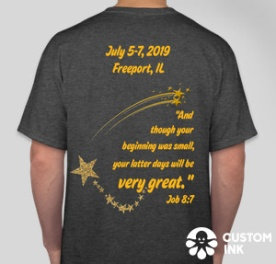 July 5-7, 2019
Freeport, IL
"And
though your
beginning was small,
your latter days will be
very great."
Job 8:7
CUSTOM
INK